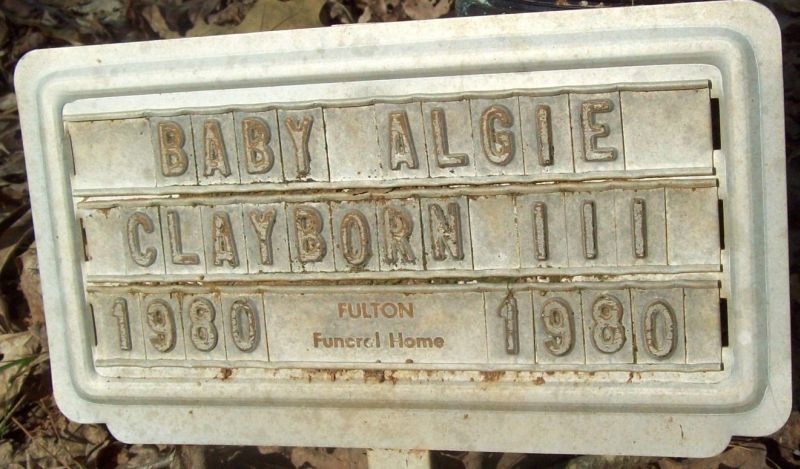 BABY ALGIE
CLAYBORN III
1980 FULTON 1980
Funeral Home